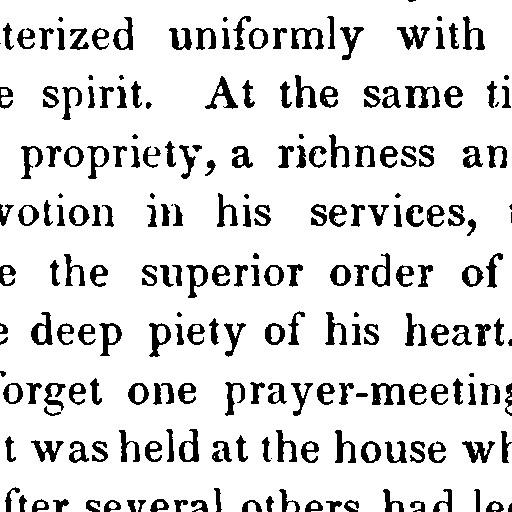 terized uniformly with
e spirit. At the same ti
propriety, a richness an
votion in his services,
e the superior order of
e deep piety of his heart.
forget one prayer-meeting
t was held at the house wh
fter several others had le